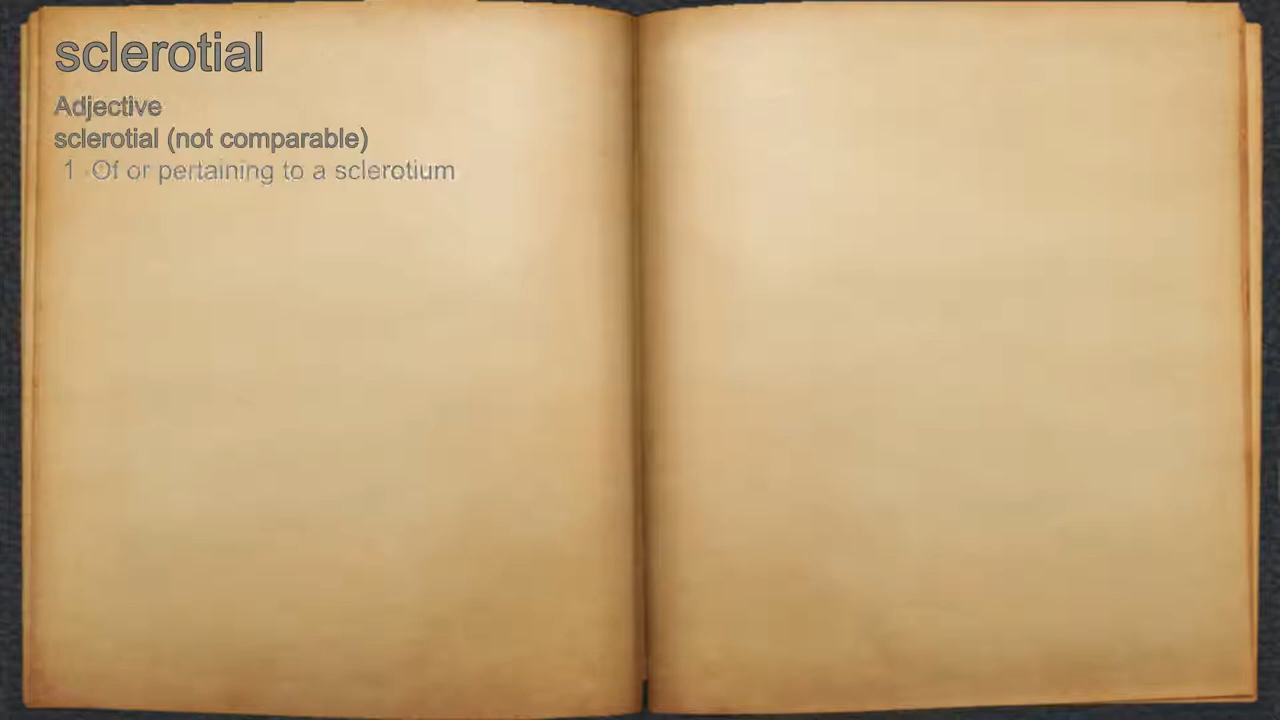 sclerotial
Adjective
sclerotial (not comparable)
1 Of or pertaining to a sclerotium